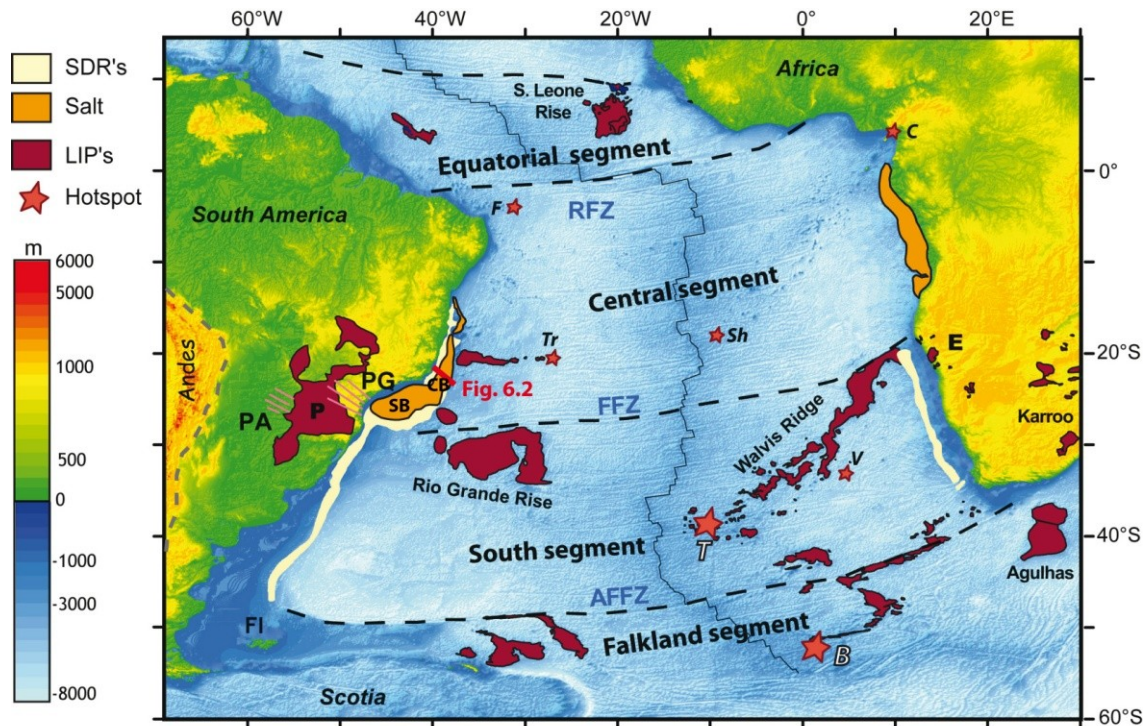 60°W
40°W
20°W
0°
20°E
SDR's
Salt
LIP's
Hotspot
m
6000
5000
1000
500
0
-1000
-3000
-8000
Africa
S. Leone
Rise
C
Equatorial segment
0°
F
RFZ
South America
Central segment
Andes
Tr
Sh
E
20°S
PG
CB
Fig. 6.2
SB
P
PA
FFZ
Karroo
Walvis Ridge
V
Rio Grande Rise
T
South segment
40°S
Agulhas
AFFZ
FI
Falkland segment
B
Scotia
60°S